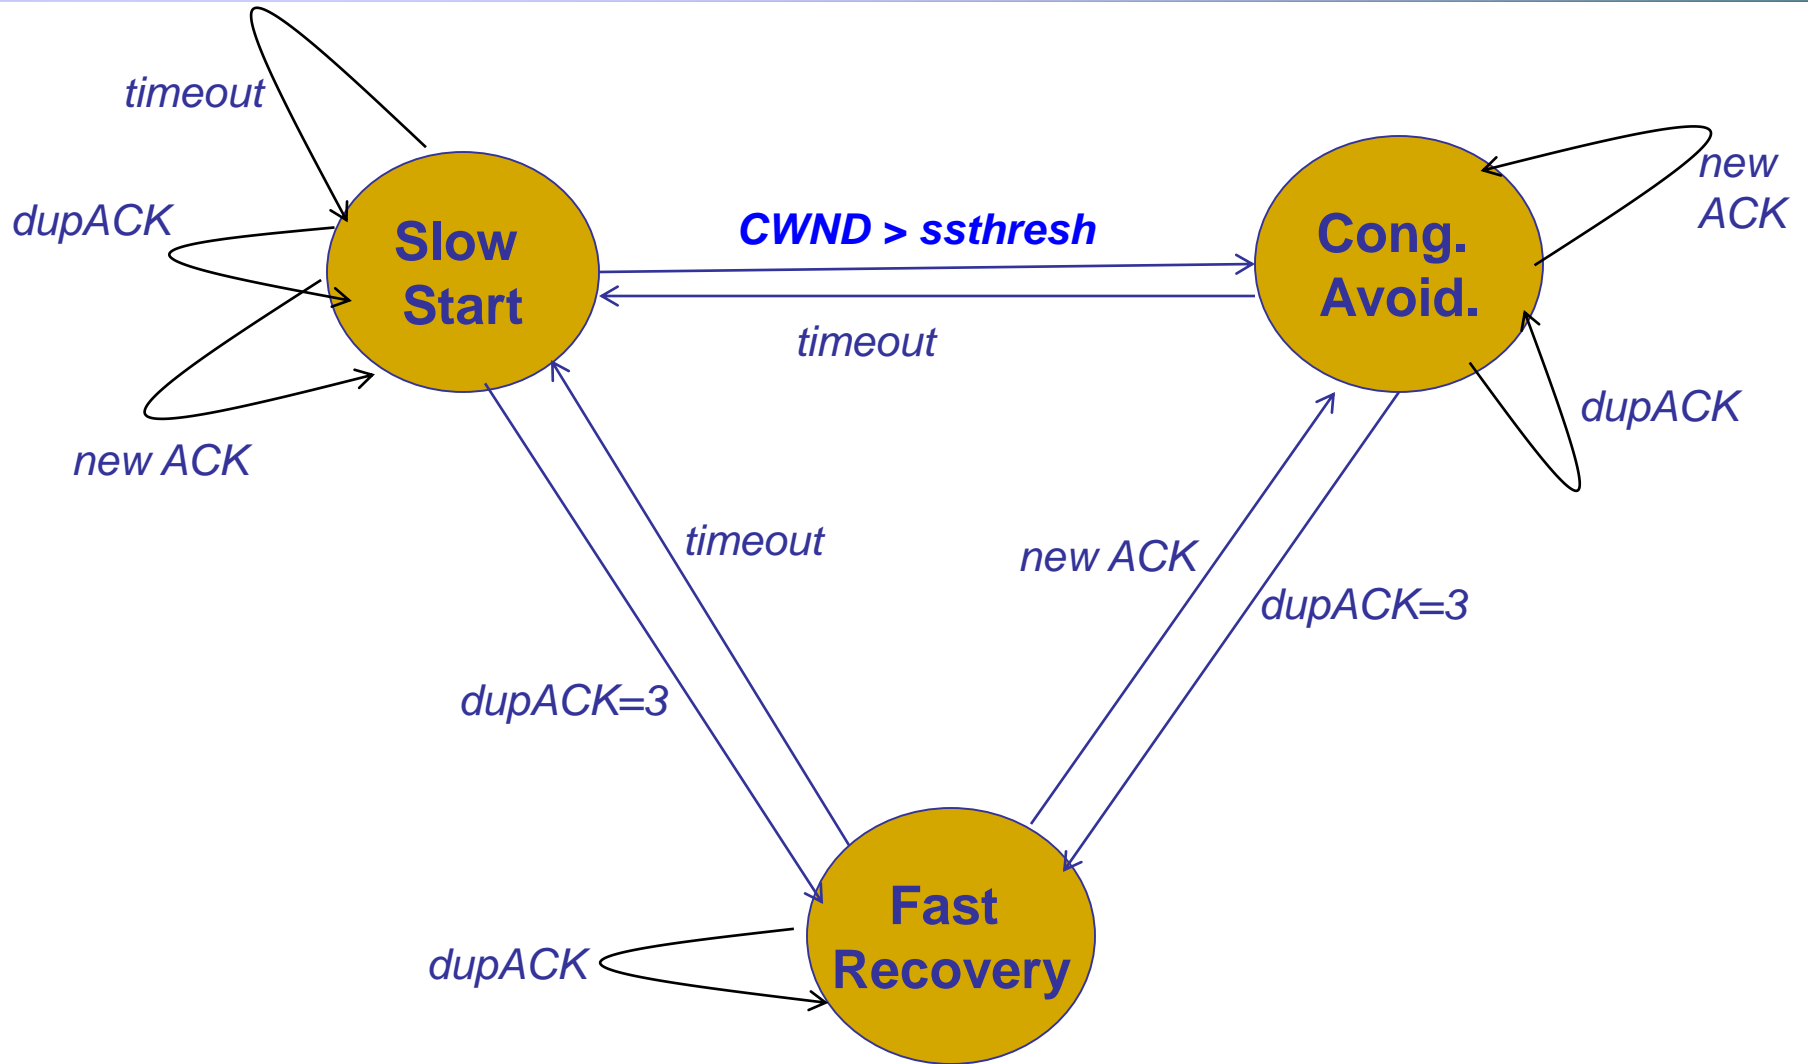 timeout
dupACK
Slow
Start
new ACK
CWND > ssthresh
timeout
Cong.
Avoid.
new
ACK
dupACK
timeout
new ACK
dupACK=3
dupACK=3
Fast
Recovery
dupACK